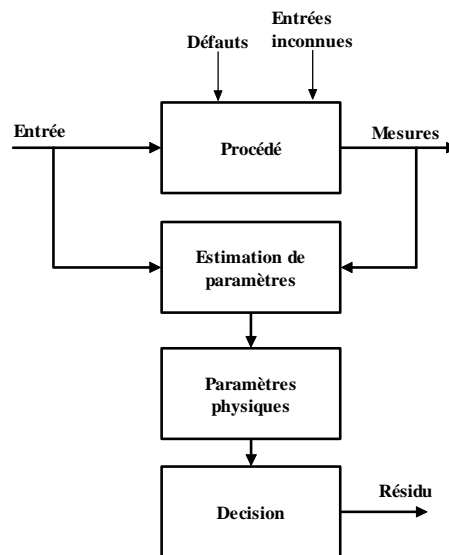 Entrées
inconnues
Défauts
Entrée
Procédé
Mesures
Estimation de
paramètres
Paramètres
physiques
Résidu
Decision